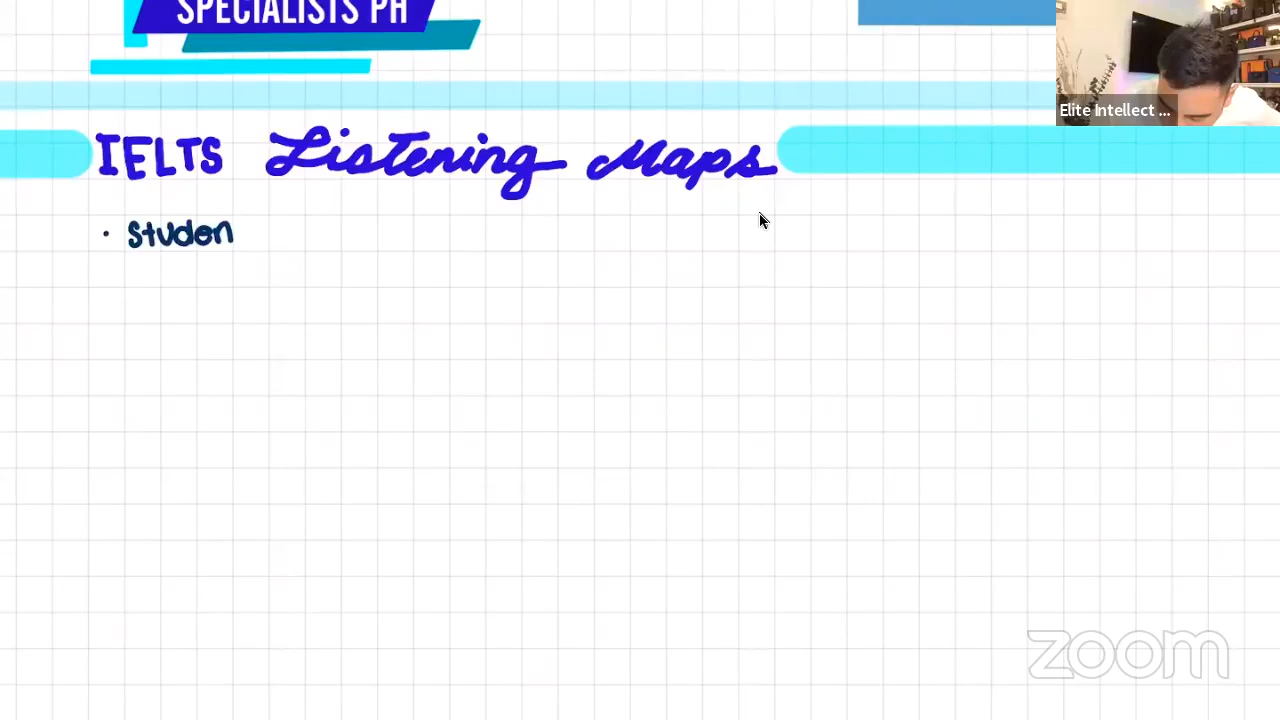 SPECIALISTS PH
Elite Intellect ...
IELTS Listening Maps
• Studen
zoom